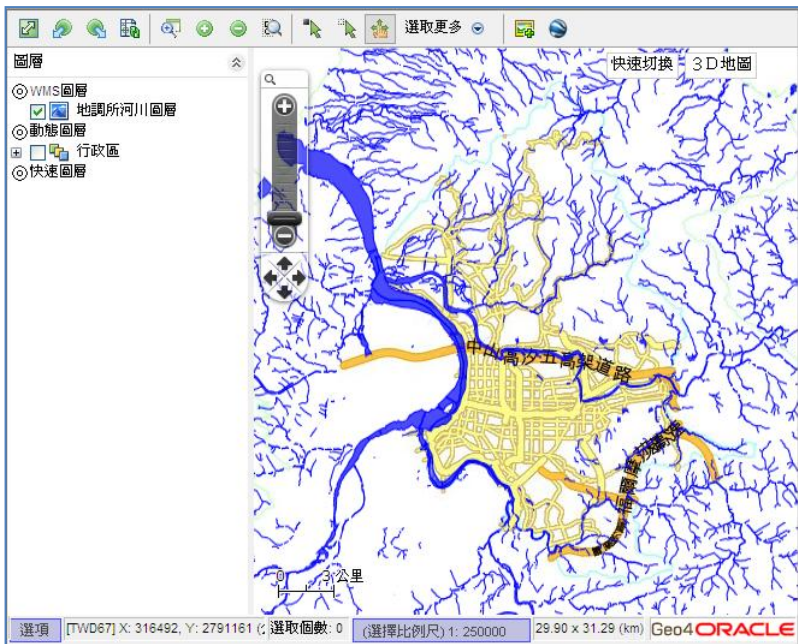 選取更多
圖層
WMS圖層
地調所河川圖層
動態圖層
行政區
快速圖層
快速切換
3D地圖
中山高汐五高架道路
0 3公里
選項
[TWD67] X: 316492, Y: 2791161 (
選取個數: 0
(選擇比例尺) 1: 250000
29.90 x 31.29 (km)
Geo4ORACLE